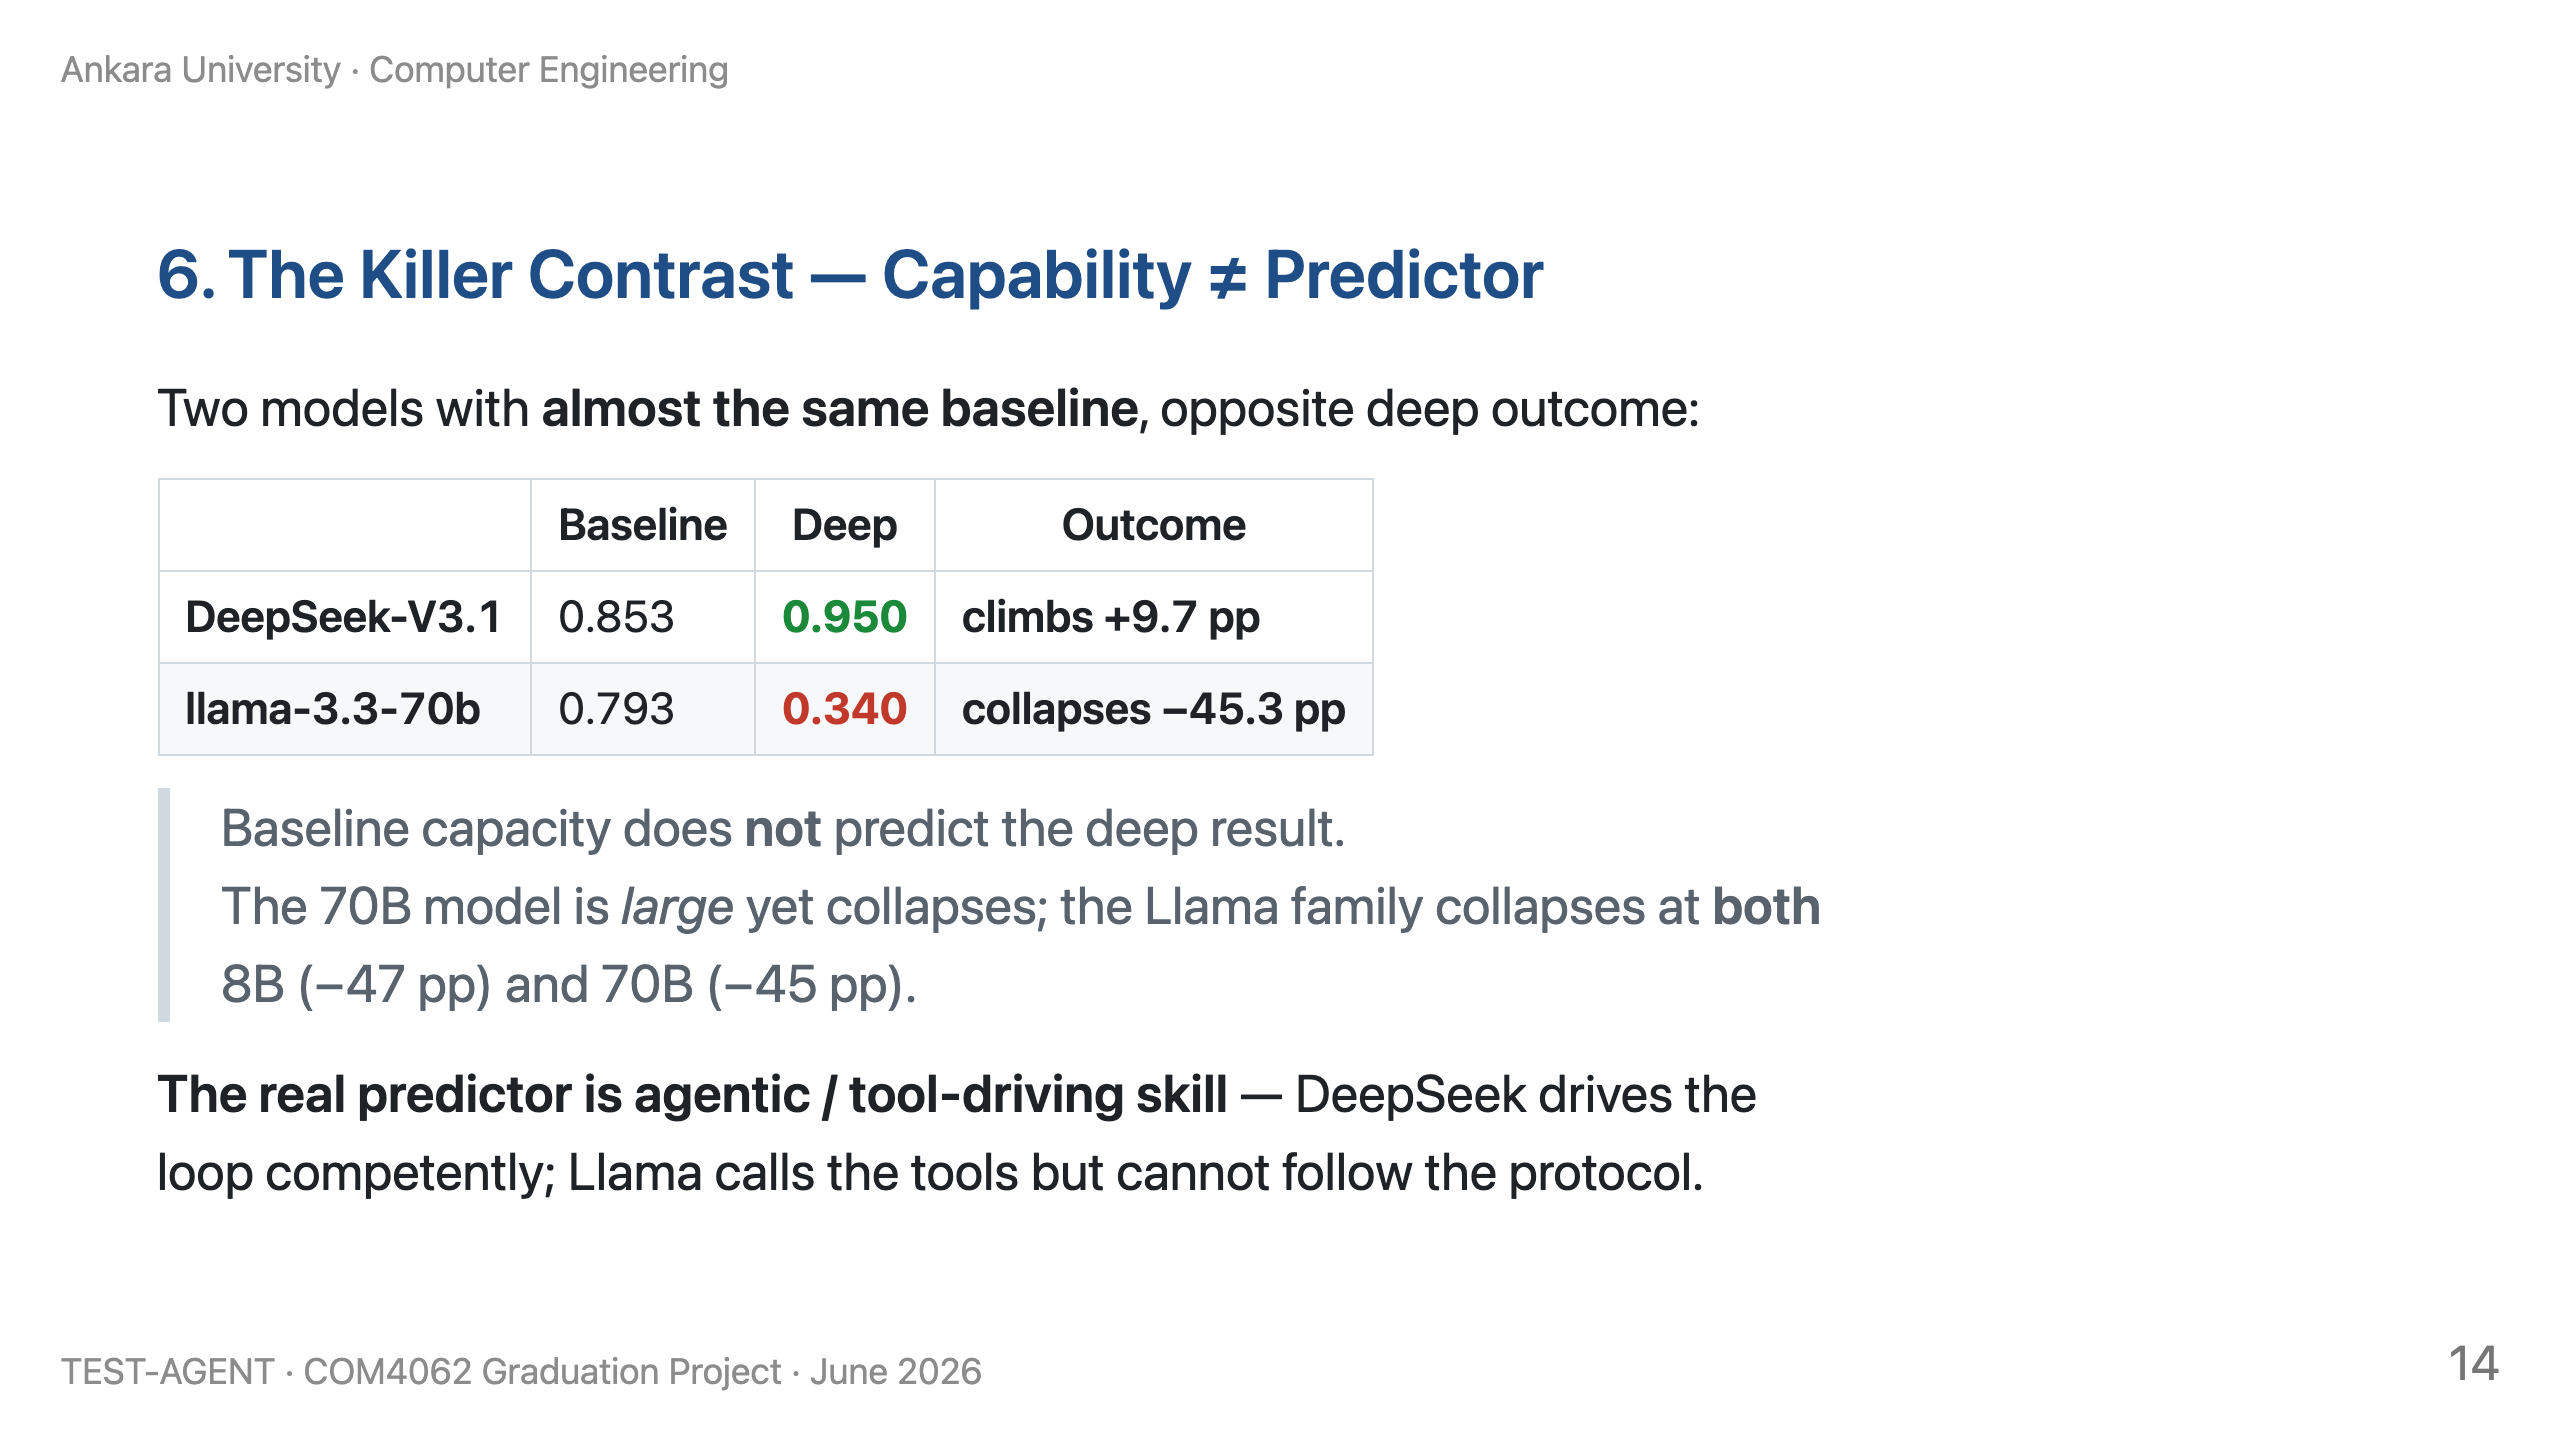 Ankara University · Computer Engineering
6. The Killer Contrast — Capability ≠ Predictor
Two models with almost the same baseline, opposite deep outcome:
Baseline Deep Outcome
DeepSeek-V3.1 0.853 0.950 climbs +9.7 pp
llama-3.3-70b 0.793 0.340 collapses −45.3 pp
Baseline capacity does not predict the deep result.
The 70B model is large yet collapses; the Llama family collapses at both
8B (−47 pp) and 70B (−45 pp).
The real predictor is agentic / tool-driving skill — DeepSeek drives the
loop competently; Llama calls the tools but cannot follow the protocol.
TEST-AGENT · COM4062 Graduation Project · June 2026
14